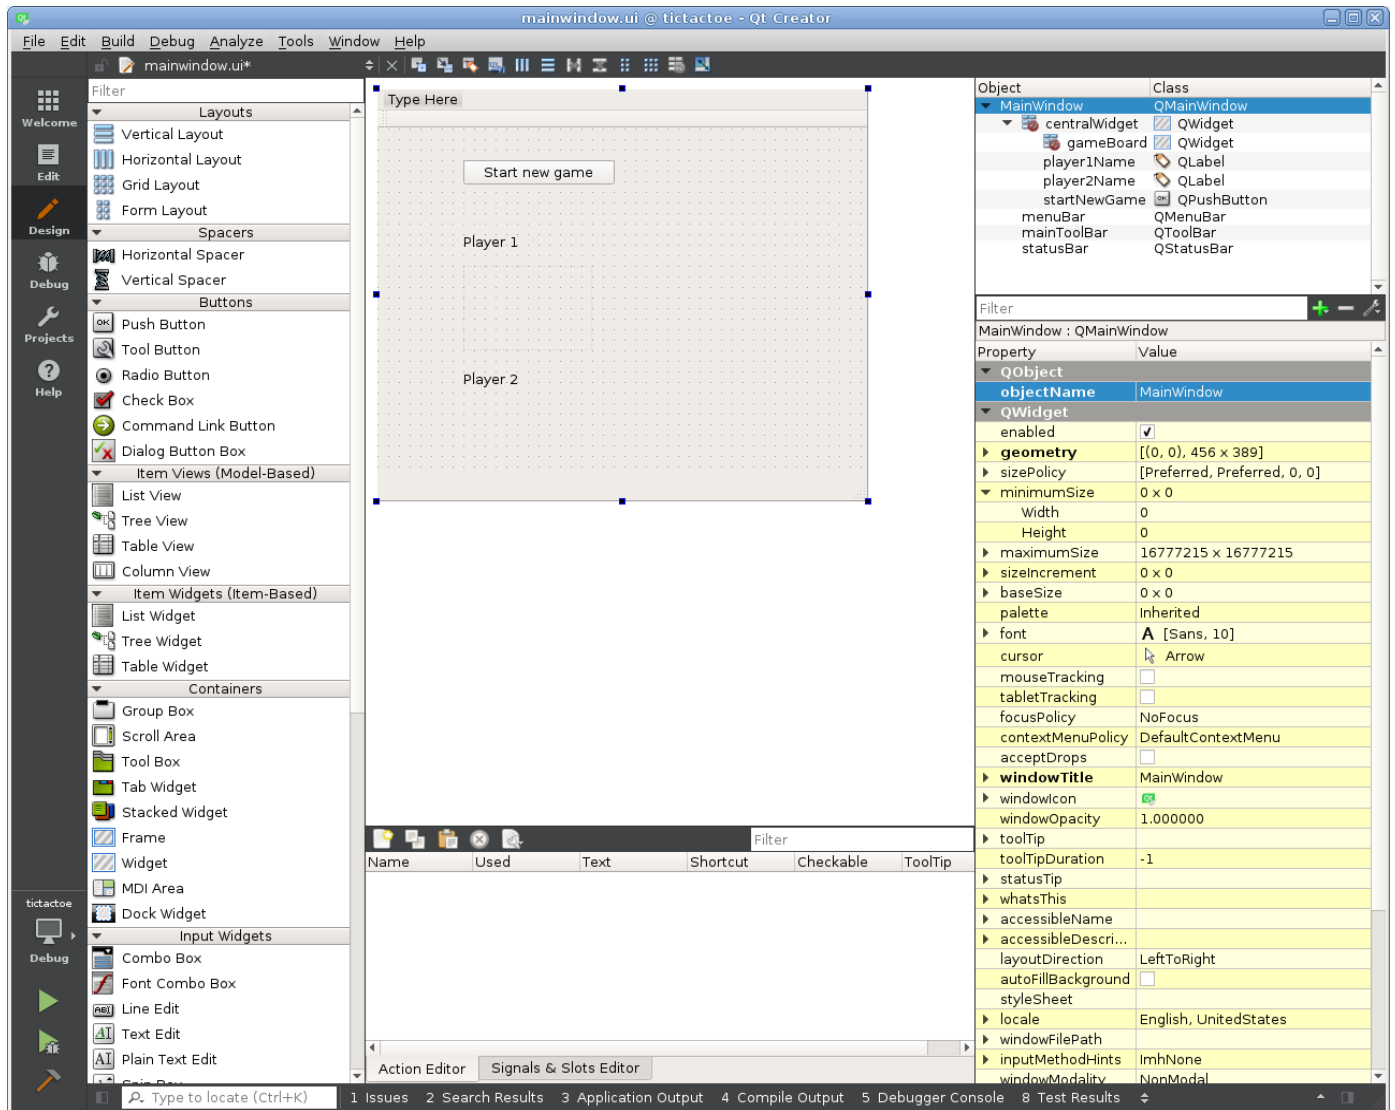 mainwindow.ui @ tictactoe - Qt Creator
File Edit Build Debug Analyze Tools Window Help
mainwindow.ui*
Welcome
Edit
Design
Debug
Projects
Help
tictactoe
Debug
Filter
Layouts
Vertical Layout
Horizontal Layout
Grid Layout
Form Layout
Spacers
Horizontal Spacer
Vertical Spacer
Buttons
Push Button
Tool Button
Radio Button
Check Box
Command Link Button
Dialog Button Box
Item Views (Model-Based)
List View
Tree View
Table View
Column View
Item Widgets (Item-Based)
List Widget
Tree Widget
Table Widget
Containers
Group Box
Scroll Area
Tool Box
Tab Widget
Stacked Widget
Frame
Widget
MDI Area
Dock Widget
Input Widgets
Combo Box
Font Combo Box
Line Edit
Text Edit
Plain Text Edit
Type Here
Start new game
Player 1
Player 2
Filter
Name Used Text Shortcut Checkable ToolTip
Action Editor Signals & Slots Editor
Object Class
MainWindow QMainWindow
centralWidget QWidget
gameBoard QWidget
player1Name QLabel
player2Name QLabel
startNewGame QPushButton
menuBar QMenuBar
mainToolBar QToolBar
statusBar QStatusBar
Filter
MainWindow : QMainWindow
Property Value
QObject
objectName MainWindow
QWidget
enabled
geometry [(0, 0), 456 x 389]
sizePolicy [Preferred, Preferred, 0, 0]
minimumSize 0 x 0
Width 0
Height 0
maximumSize 16777215 x 16777215
sizeIncrement 0 x 0
baseSize 0 x 0
palette Inherited
font A [Sans, 10]
cursor Arrow
mouseTracking
tabletTracking
focusPolicy NoFocus
contextMenuPolicy DefaultContextMenu
acceptDrops
windowTitle MainWindow
windowIcon
windowOpacity 1.000000
toolTip
toolTipDuration -1
statusTip
whatsThis
accessibleName
accessibleDescri...
layoutDirection LeftToRight
autoFillBackground
styleSheet
locale English, UnitedStates
windowFilePath
inputMethodHints ImhNone
windowModality NonModal
Type to locate (Ctrl+K) 1 Issues 2 Search Results 3 Application Output 4 Compile Output 5 Debugger Console 8 Test Results